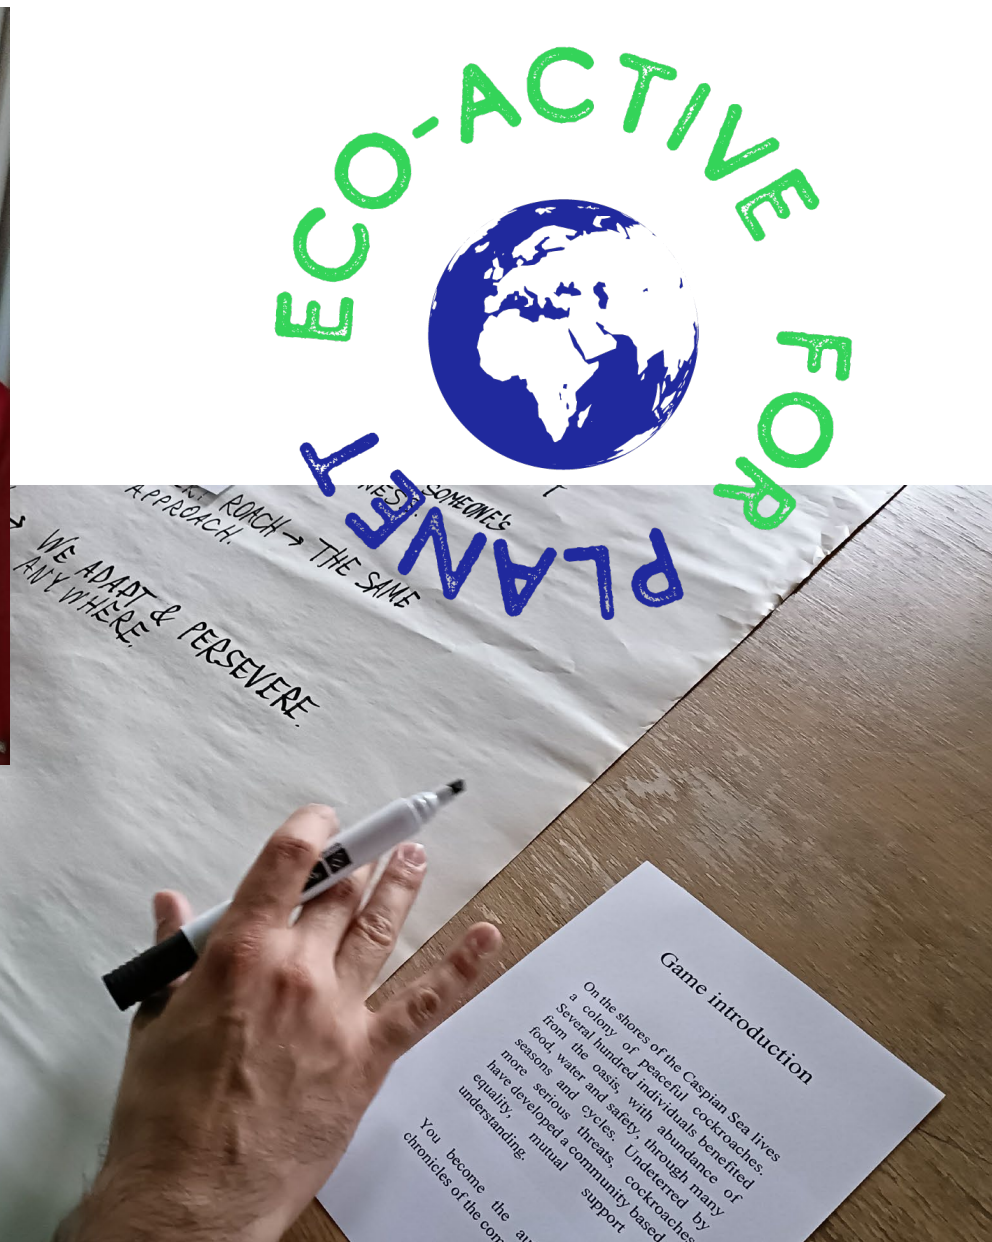 ECO-ACTIVE FOR
PLANET
APPROACH.
ROACH → THE SAME
SOMEONE'S
→ WE ADAPT & PERSEVERE.
ANYWHERE.
Game introduction
On the shores of the Caspian Sea lives
a colony of peaceful cockroaches.
Several hundred individuals benefited
from the oasis, with abundance of
food, water and safety, through many
seasons and cycles. Undeterred by
more serious threats, cockroaches
have developed a community based
equality, mutual support
understanding.
You become the
chronicles of the